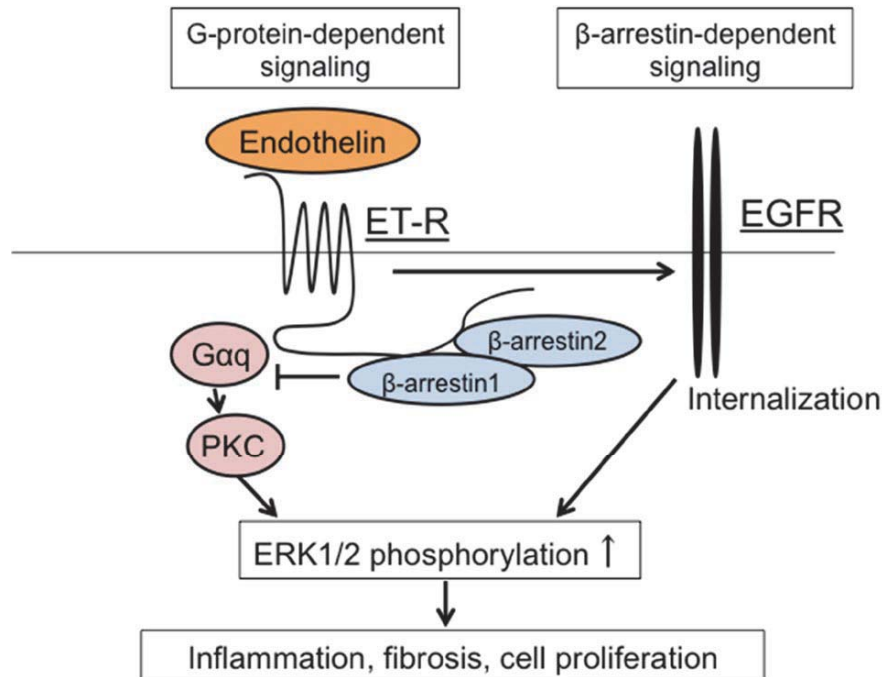 G-protein-dependent
signaling
β-arrestin-dependent
signaling
Endothelin
ET-R
EGFR
Gαq
β-arrestin2
β-arrestin1
Internalization
PKC
ERK1/2 phosphorylation ↑
Inflammation, fibrosis, cell proliferation